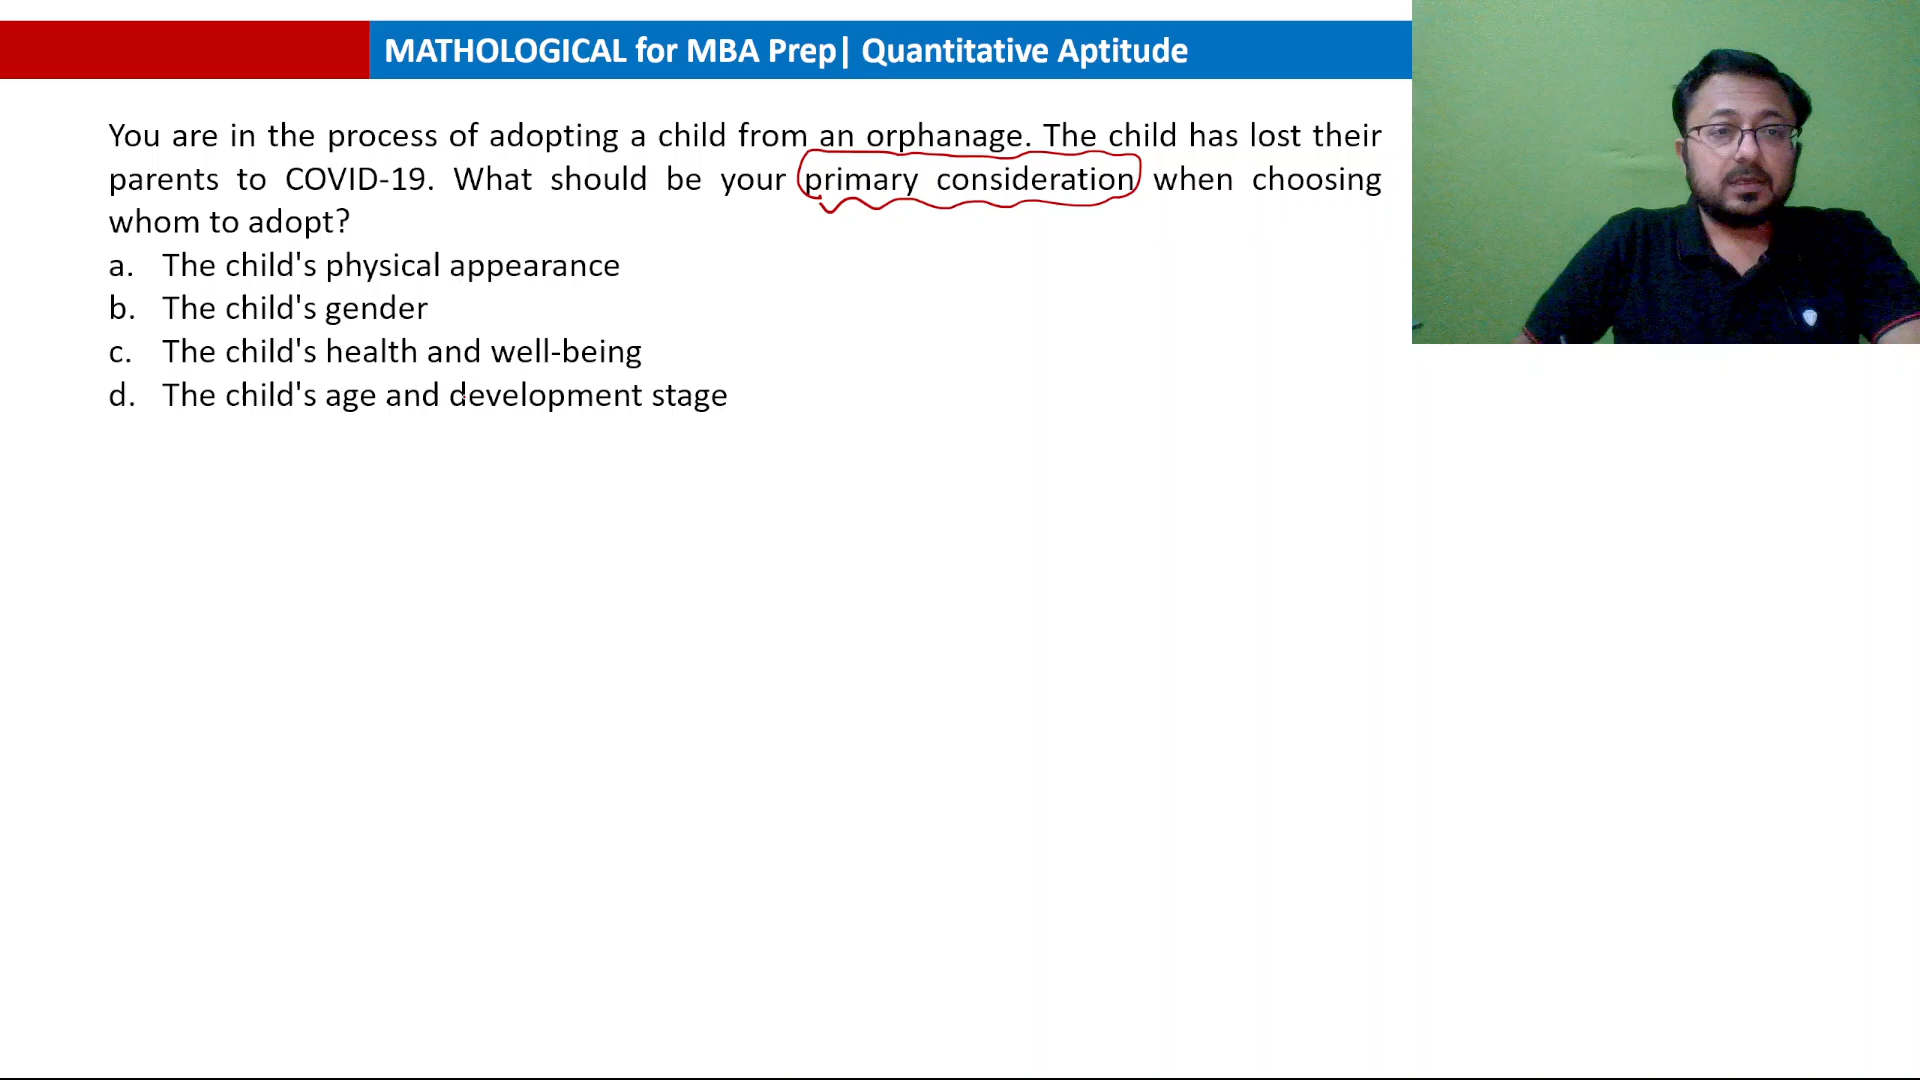 MATHOLOGICAL for MBA Prep| Quantitative Aptitude
You are in the process of adopting a child from an orphanage. The child has lost their
parents to COVID-19. What should be your primary consideration when choosing
whom to adopt?
a. The child's physical appearance
b. The child's gender
c. The child's health and well-being
d. The child's age and development stage